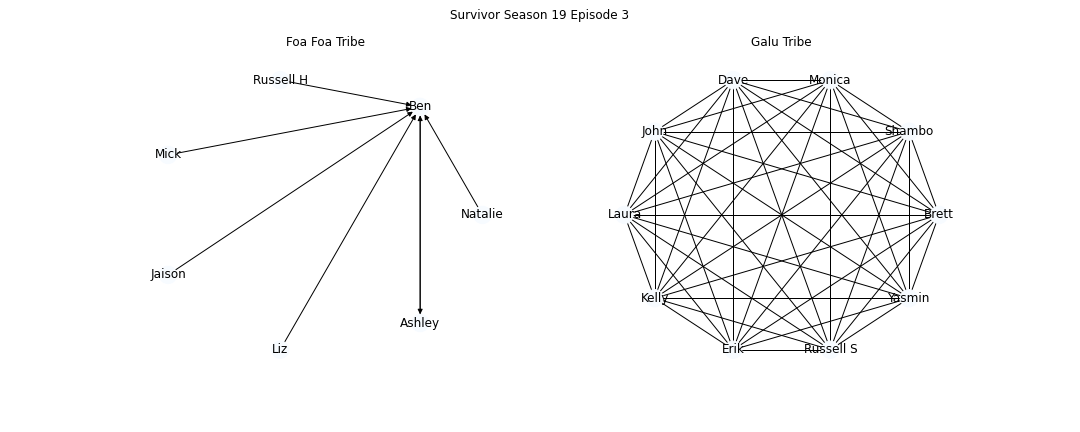 Survivor Season 19 Episode 3
Foa Foa Tribe
Russell H
Ben
Mick
Natalie
Jaison
Ashley
Liz
Galu Tribe
Dave
Monica
John
Shambo
Laura
Brett
Kelly
Yasmin
Erik
Russell S